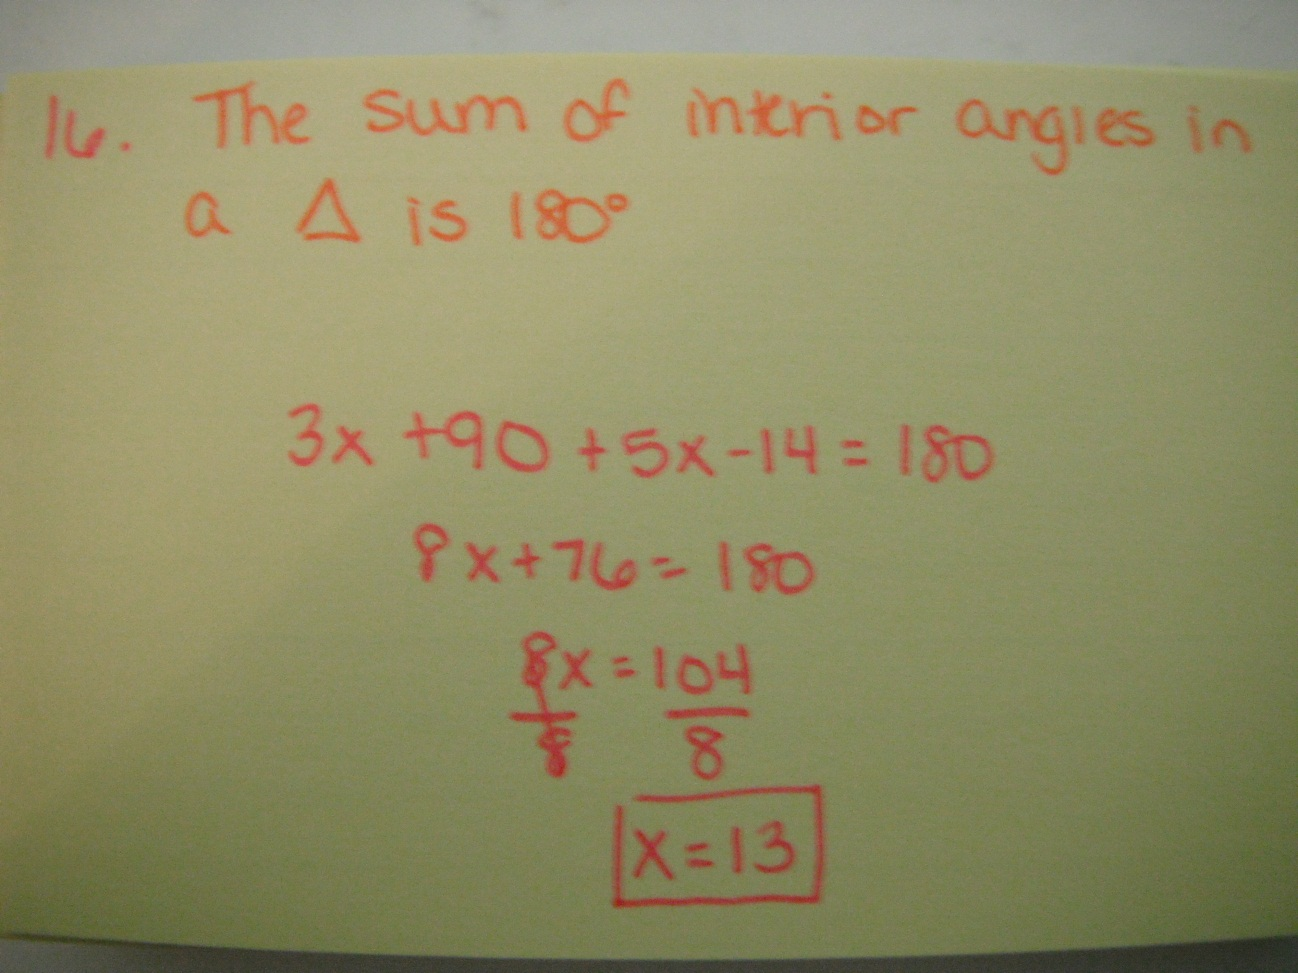 16. The sum of interior angles in
a Δ is 180°
3x + 90 + 5x - 14 = 180
8x + 76 = 180
8x = 104
8 8
x = 13